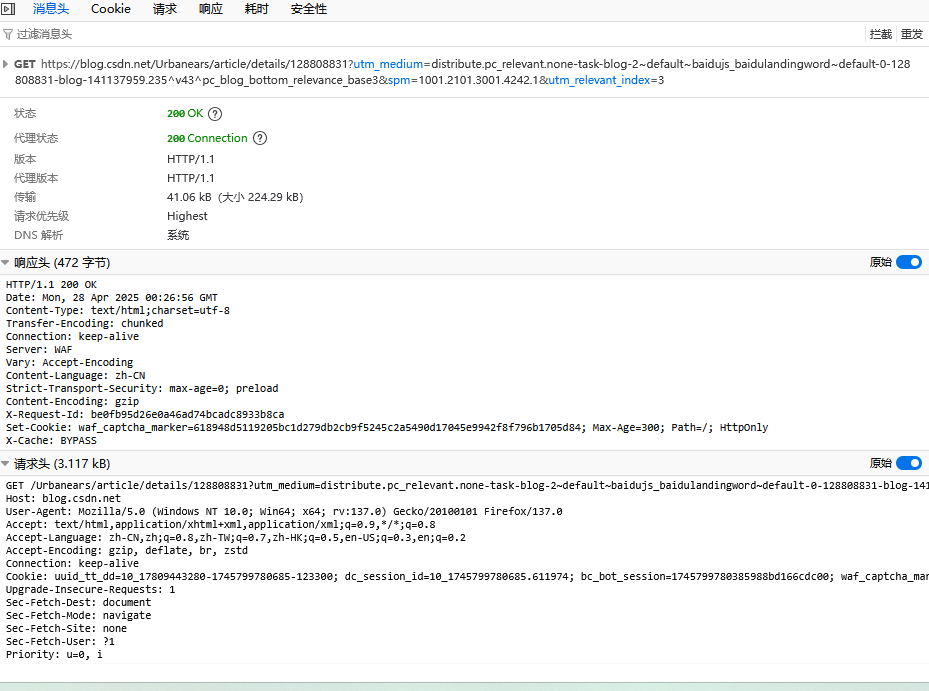 消息头 Cookie 请求 响应 耗时 安全性
过滤消息头 拦截 重发
GET https://blog.csdn.net/Urbanears/article/details/128808831?utm_medium=distribute.pc_relevant.none-task-blog-2~default~baidujs_baidulandingword~default-0-128
808831-blog-141137959.235^v43^pc_blog_bottom_relevance_base3&spm=1001.2101.3001.4242.1&utm_relevant_index=3
状态 200 OK ?
代理状态 200 Connection ?
版本 HTTP/1.1
代理版本 HTTP/1.1
传输 41.06 kB (大小 224.29 kB)
请求优先级 Highest
DNS 解析 系统
响应头 (472 字节) 原始
HTTP/1.1 200 OK
Date: Mon, 28 Apr 2025 00:26:56 GMT
Content-Type: text/html;charset=utf-8
Transfer-Encoding: chunked
Connection: keep-alive
Server: WAF
Vary: Accept-Encoding
Content-Language: zh-CN
Strict-Transport-Security: max-age=0; preload
Content-Encoding: gzip
X-Request-Id: be0fb95d26e0a46ad74bcadc8933b8ca
Set-Cookie: waf_captcha_marker=618948d5119205bc1d279db2cb9f5245c2a5490d17045e9942f8f796b1705d84; Max-Age=300; Path=/; HttpOnly
X-Cache: BYPASS
请求头 (3.117 kB) 原始
GET /Urbanears/article/details/128808831?utm_medium=distribute.pc_relevant.none-task-blog-2~default~baidujs_baidulandingword~default-0-128808831-blog-141
Host: blog.csdn.net
User-Agent: Mozilla/5.0 (Windows NT 10.0; Win64; x64; rv:137.0) Gecko/20100101 Firefox/137.0
Accept: text/html,application/xhtml+xml,application/xml;q=0.9,*/*;q=0.8
Accept-Language: zh-CN,zh;q=0.8,zh-TW;q=0.7,zh-HK;q=0.5,en-US;q=0.3,en;q=0.2
Accept-Encoding: gzip, deflate, br, zstd
Connection: keep-alive
Cookie: uuid_tt_dd=10_17809443280-1745799780685-123300; dc_session_id=10_1745799780685.611974; bc_bot_session=1745799780385988bd166cdc00; waf_captcha_mar
Upgrade-Insecure-Requests: 1
Sec-Fetch-Dest: document
Sec-Fetch-Mode: navigate
Sec-Fetch-Site: none
Sec-Fetch-User: ?1
Priority: u=0, i